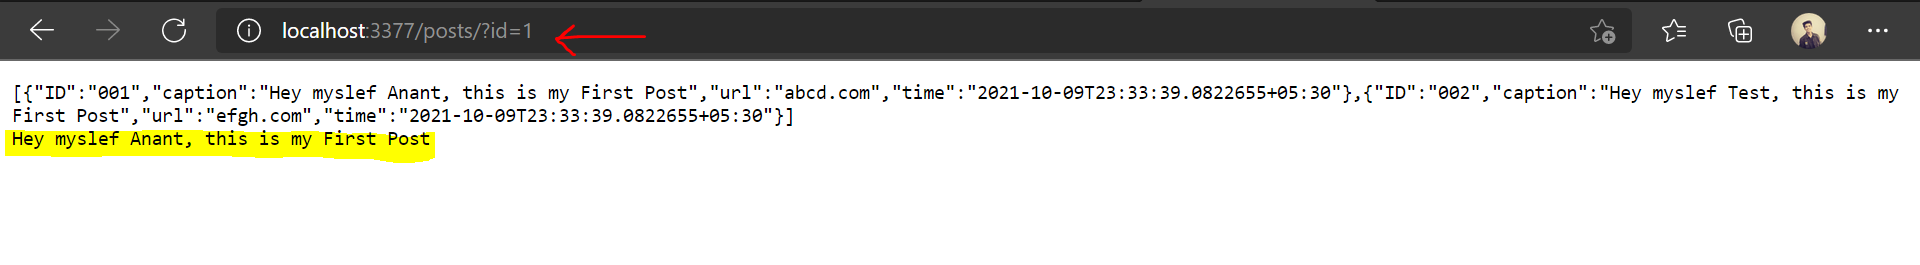 localhost:3377/posts/?id=1
[{"ID":"001","caption":"Hey myslef Anant, this is my First Post","url":"abcd.com","time":"2021-10-09T23:33:39.0822655+05:30"},{"ID":"002","caption":"Hey myslef Test, this is my
First Post","url":"efgh.com","time":"2021-10-09T23:33:39.0822655+05:30"}]
Hey myslef Anant, this is my First Post